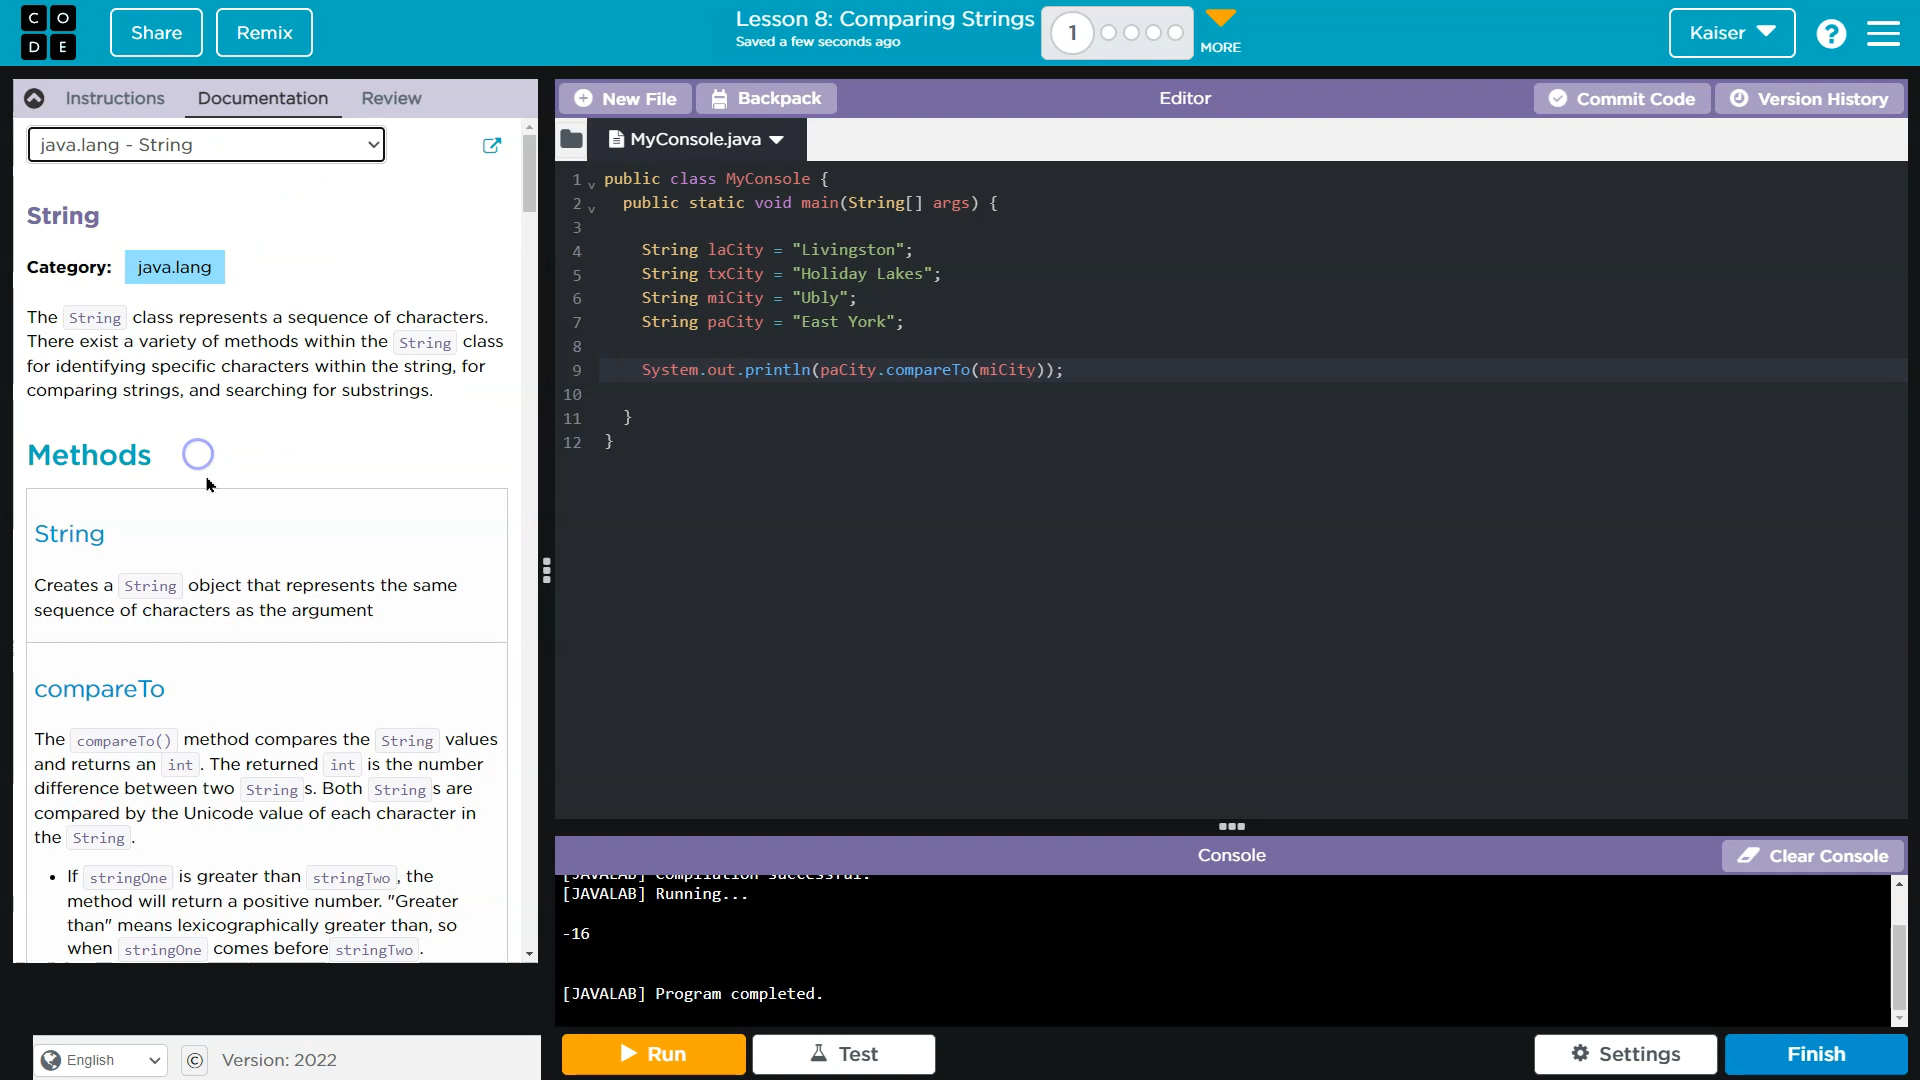 C O
D E
Share
Remix
Lesson 8: Comparing Strings
Saved a few seconds ago
1
MORE
Kaiser
?
Instructions
Documentation
Review
java.lang - String
String
Category: java.lang
The String class represents a sequence of characters.
There exist a variety of methods within the String class
for identifying specific characters within the string, for
comparing strings, and searching for substrings.
Methods
String
Creates a String object that represents the same
sequence of characters as the argument
compareTo
The compareTo() method compares the String values
and returns an int . The returned int is the number
difference between two String s. Both String s are
compared by the Unicode value of each character in
the String .
• If stringOne is greater than stringTwo , the
method will return a positive number. "Greater
than" means lexicographically greater than, so
when stringOne comes before stringTwo .
English
©
Version: 2022
New File
Backpack
Editor
Commit Code
Version History
MyConsole.java
1 public class MyConsole {
2 public static void main(String[] args) {
3
4 String laCity = "Livingston";
5 String txCity = "Holiday Lakes";
6 String miCity = "Ubly";
7 String paCity = "East York";
8
9 System.out.println(paCity.compareTo(miCity));
10
11 }
12 }
Console
Clear Console
[JAVALAB] Compilation successful.
[JAVALAB] Running...
-16
[JAVALAB] Program completed.
Run
Test
Settings
Finish